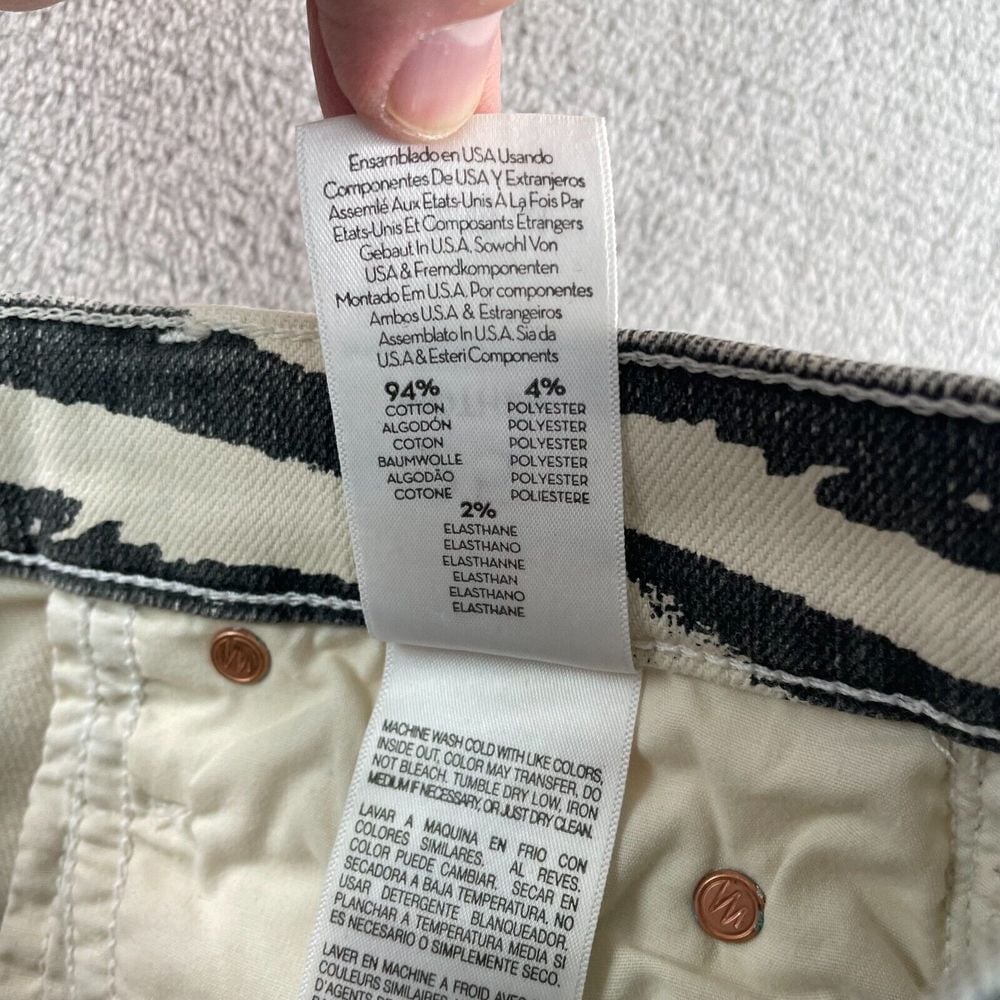 Ensamblado en USA Usando
Componentes De USA Y Extranjeros
Assemlé Aux Etats-Unis À La Fois Par
Etats-Unis Et Composants Etrangers
Gebaut In U.S.A. Sowohl Von
USA & Fremdkomponenten
Montado Em U.S.A. Por componentes
Ambos U.S.A & Estrangeiros
Assemblato In U.S.A. Sia da
U.S.A & Esteri Components
94% 4%
COTTON POLYESTER
ALGODÓN POLYESTER
COTON POLYESTER
BAUMWOLLE POLYESTER
ALGODÃO POLYESTER
COTONE POLIESTERE
2%
ELASTHANE
ELASTHANO
ELASTHANNE
ELASTHAN
ELASTHANO
ELASTHANE
MACHINE WASH COLD WITH LIKE COLORS
INSIDE OUT, COLOR MAY TRANSFER, DO
NOT BLEACH. TUMBLE DRY LOW, IRON
MEDIUM IF NECESSARY, OR JUST DRY CLEAN.
LAVAR A MAQUINA EN FRIO CON
COLORES SIMILARES. AL REVES.
COLOR PUEDE CAMBIAR. SECAR EN
SECADORA A BAJA TEMPERATURA. NO
USAR DETERGENTE BLANQUEADOR,
PLANCHAR A TEMPERATURA MEDIA SI
ES NECESARIO O SIMPLEMENTE SECO.
LAVER EN MACHINE A FROID AVEC
COULEURS SIMILAIRES
D'AGENTS DE